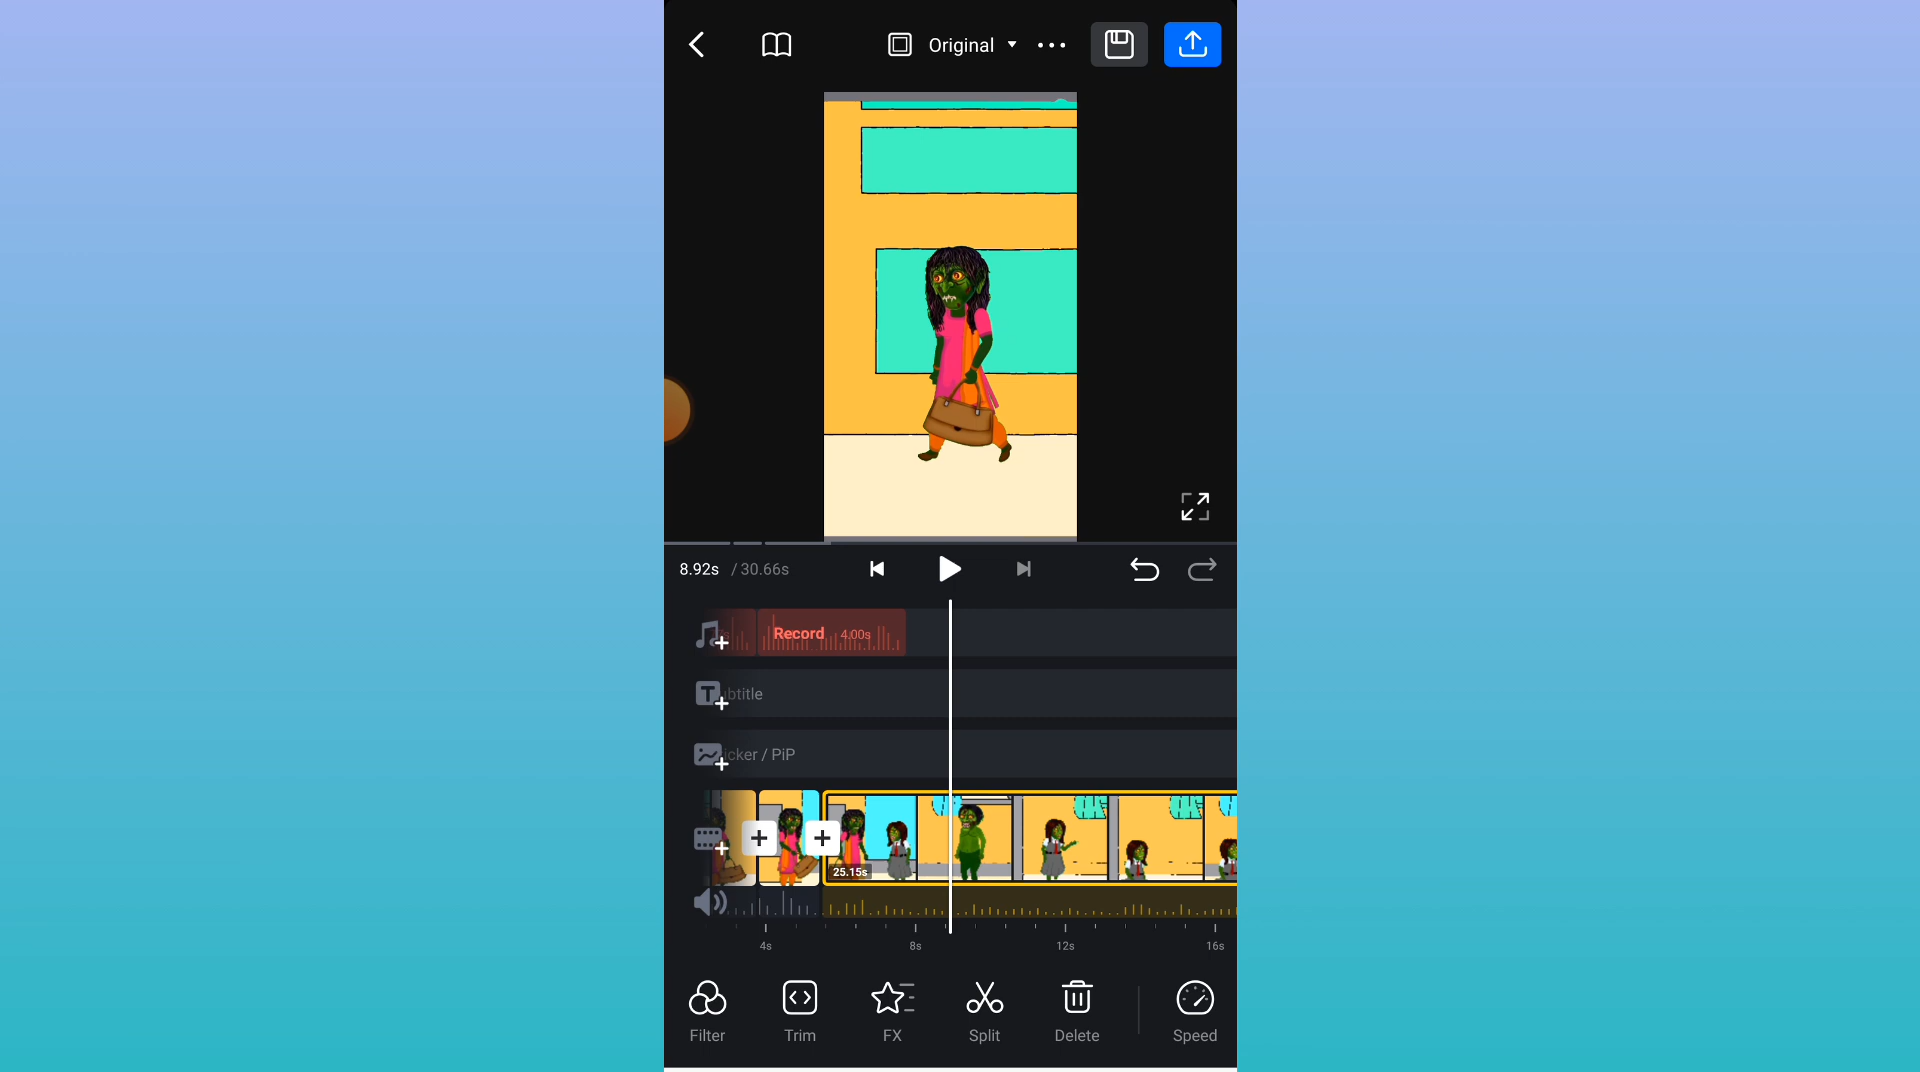 Original
8.92s / 30.66s
Record 4.00s
btitle
icker / PiP
25.15s
4s 8s 12s 16s
Filter Trim FX Split Delete Speed